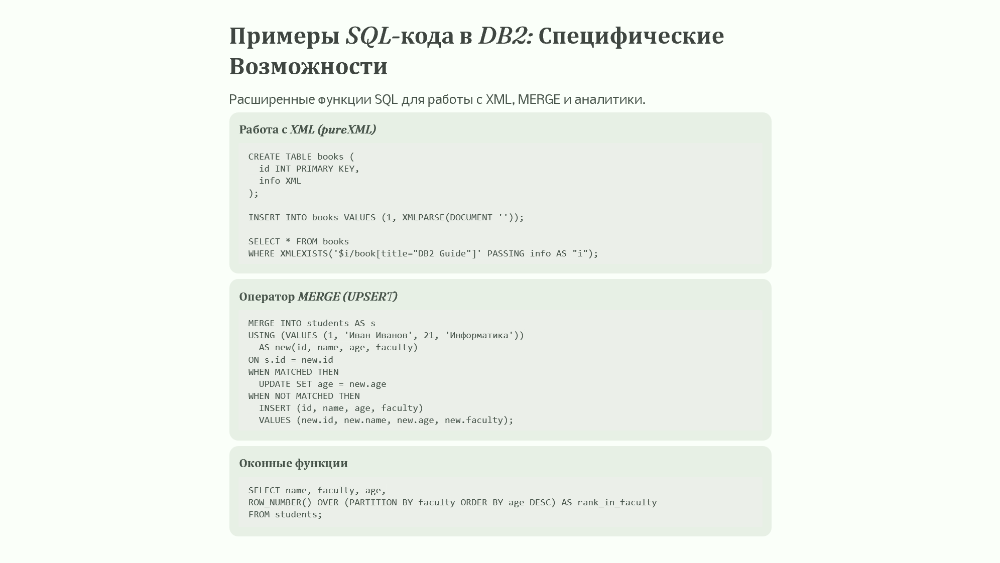 Примеры SQL-кода в DB2: Специфические
Возможности
Расширенные функции SQL для работы с XML, MERGE и аналитики.
Работа с XML (pureXML)
CREATE TABLE books (
  id INT PRIMARY KEY,
  info XML
);
INSERT INTO books VALUES (1, XMLPARSE(DOCUMENT ''));
SELECT * FROM books
WHERE XMLEXISTS('$i/book[title="DB2 Guide"]' PASSING info AS "i");
Оператор MERGE (UPSERT)
MERGE INTO students AS s
USING (VALUES (1, 'Иван Иванов', 21, 'Информатика'))
  AS new(id, name, age, faculty)
ON s.id = new.id
WHEN MATCHED THEN
  UPDATE SET age = new.age
WHEN NOT MATCHED THEN
  INSERT (id, name, age, faculty)
  VALUES (new.id, new.name, new.age, new.faculty);
Оконные функции
SELECT name, faculty, age,
ROW_NUMBER() OVER (PARTITION BY faculty ORDER BY age DESC) AS rank_in_faculty
FROM students;